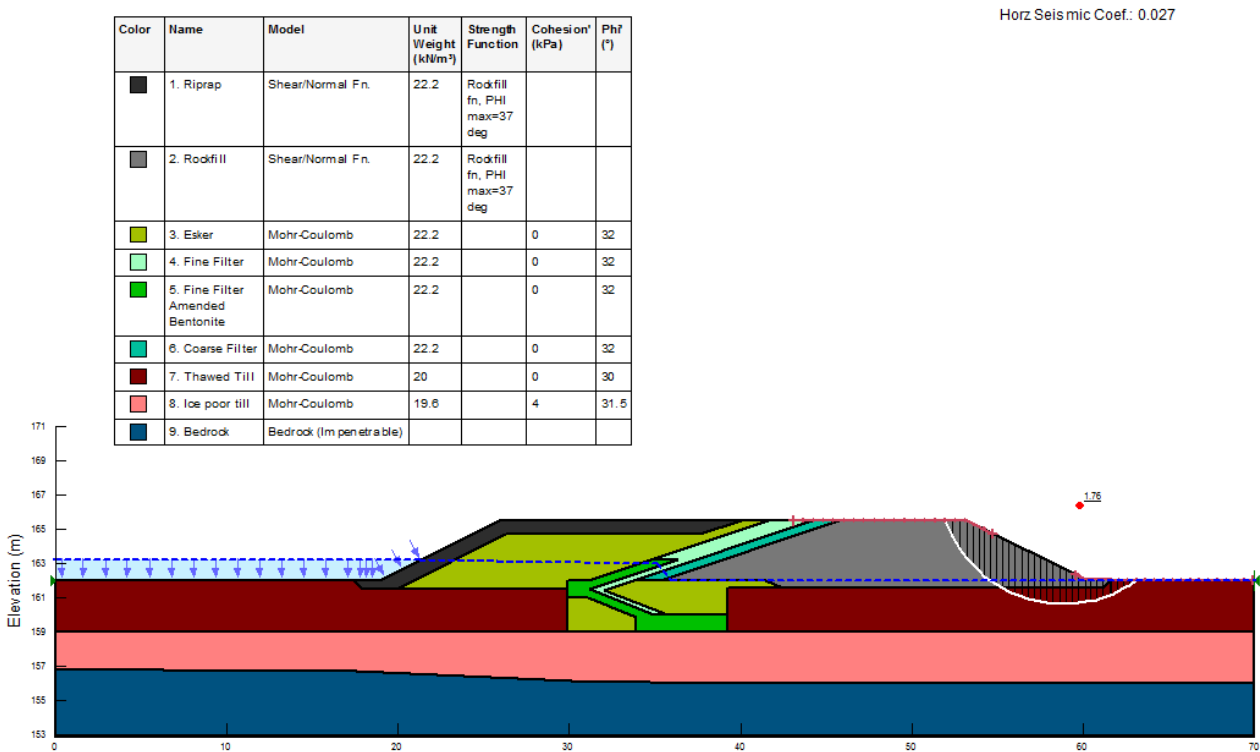 Horz Seismic Coef.: 0.027
Color Name Model Unit Weight (kN/m³) Strength Function Cohesion' (kPa) Phi' (°)
1. Riprap Shear/Normal Fn. 22.2 Rockfill fn, PHI max=37 deg
2. Rockfill Shear/Normal Fn. 22.2 Rockfill fn, PHI max=37 deg
3. Esker Mohr-Coulomb 22.2 0 32
4. Fine Filter Mohr-Coulomb 22.2 0 32
5. Fine Filter Amended Bentonite Mohr-Coulomb 22.2 0 32
6. Coarse Filter Mohr-Coulomb 22.2 0 32
7. Thawed Till Mohr-Coulomb 20 0 30
8. Ice poor till Mohr-Coulomb 19.6 4 31.5
9. Bedrock Bedrock (Impenetrable)
171
169
167
165
163
161
159
157
155
153
Elevation (m)
1.76
0 10 20 30 40 50 60 70